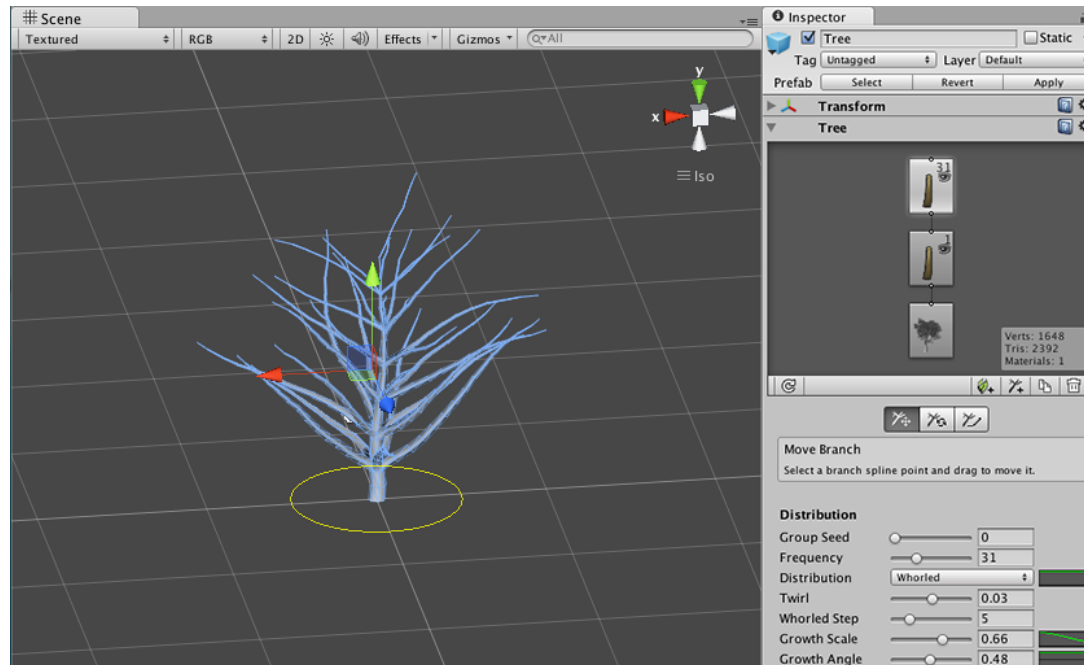 Scene
Textured RGB 2D Effects Gizmos All
y
x
Iso
Inspector
Tree Static
Tag Untagged Layer Default
Prefab Select Revert Apply
Transform
Tree
31
1
Verts: 1648
Tris: 2392
Materials: 1
Move Branch
Select a branch spline point and drag to move it.
Distribution
Group Seed 0
Frequency 31
Distribution Whorled
Twirl 0.03
Whorled Step 5
Growth Scale 0.66
Growth Angle 0.48